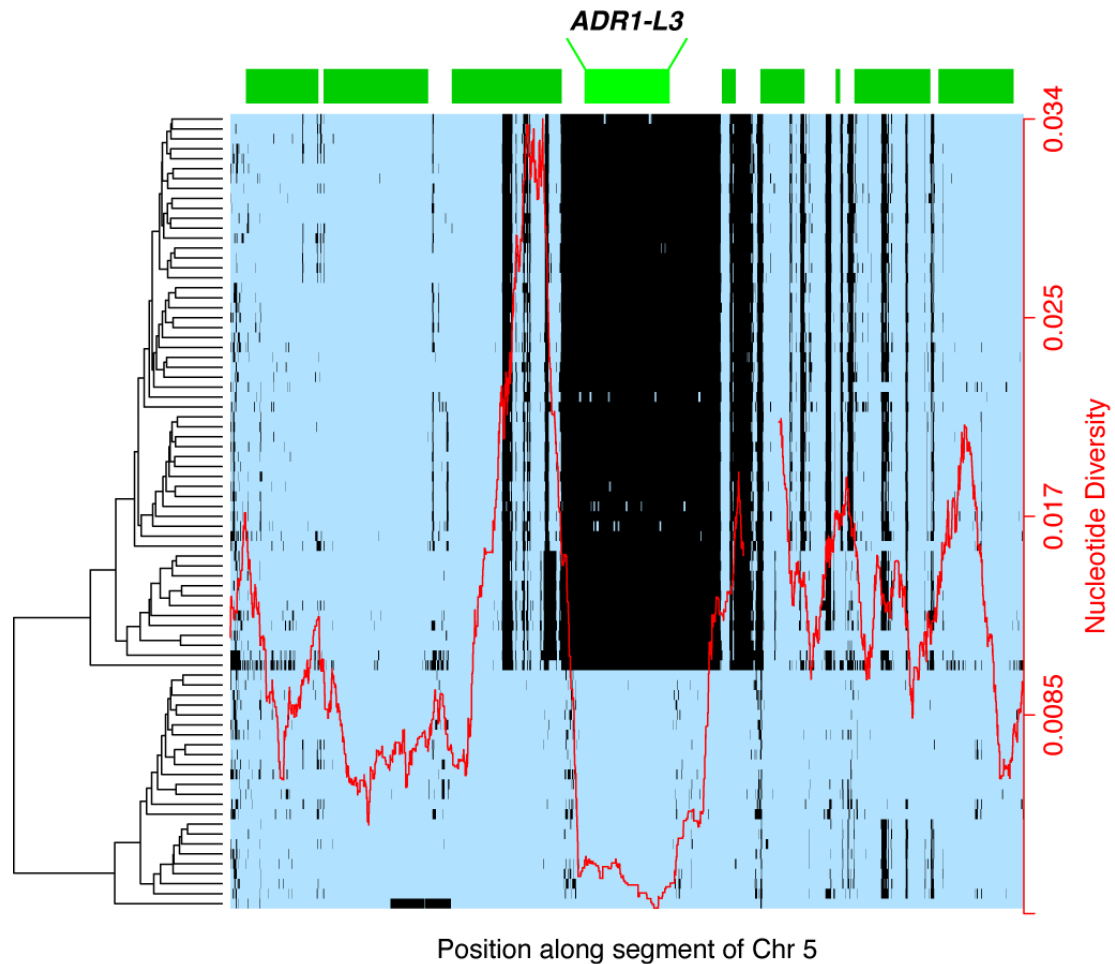 ADR1-L3
0.034
0.025
0.017
0.0085
Nucleotide Diversity
Position along segment of Chr 5